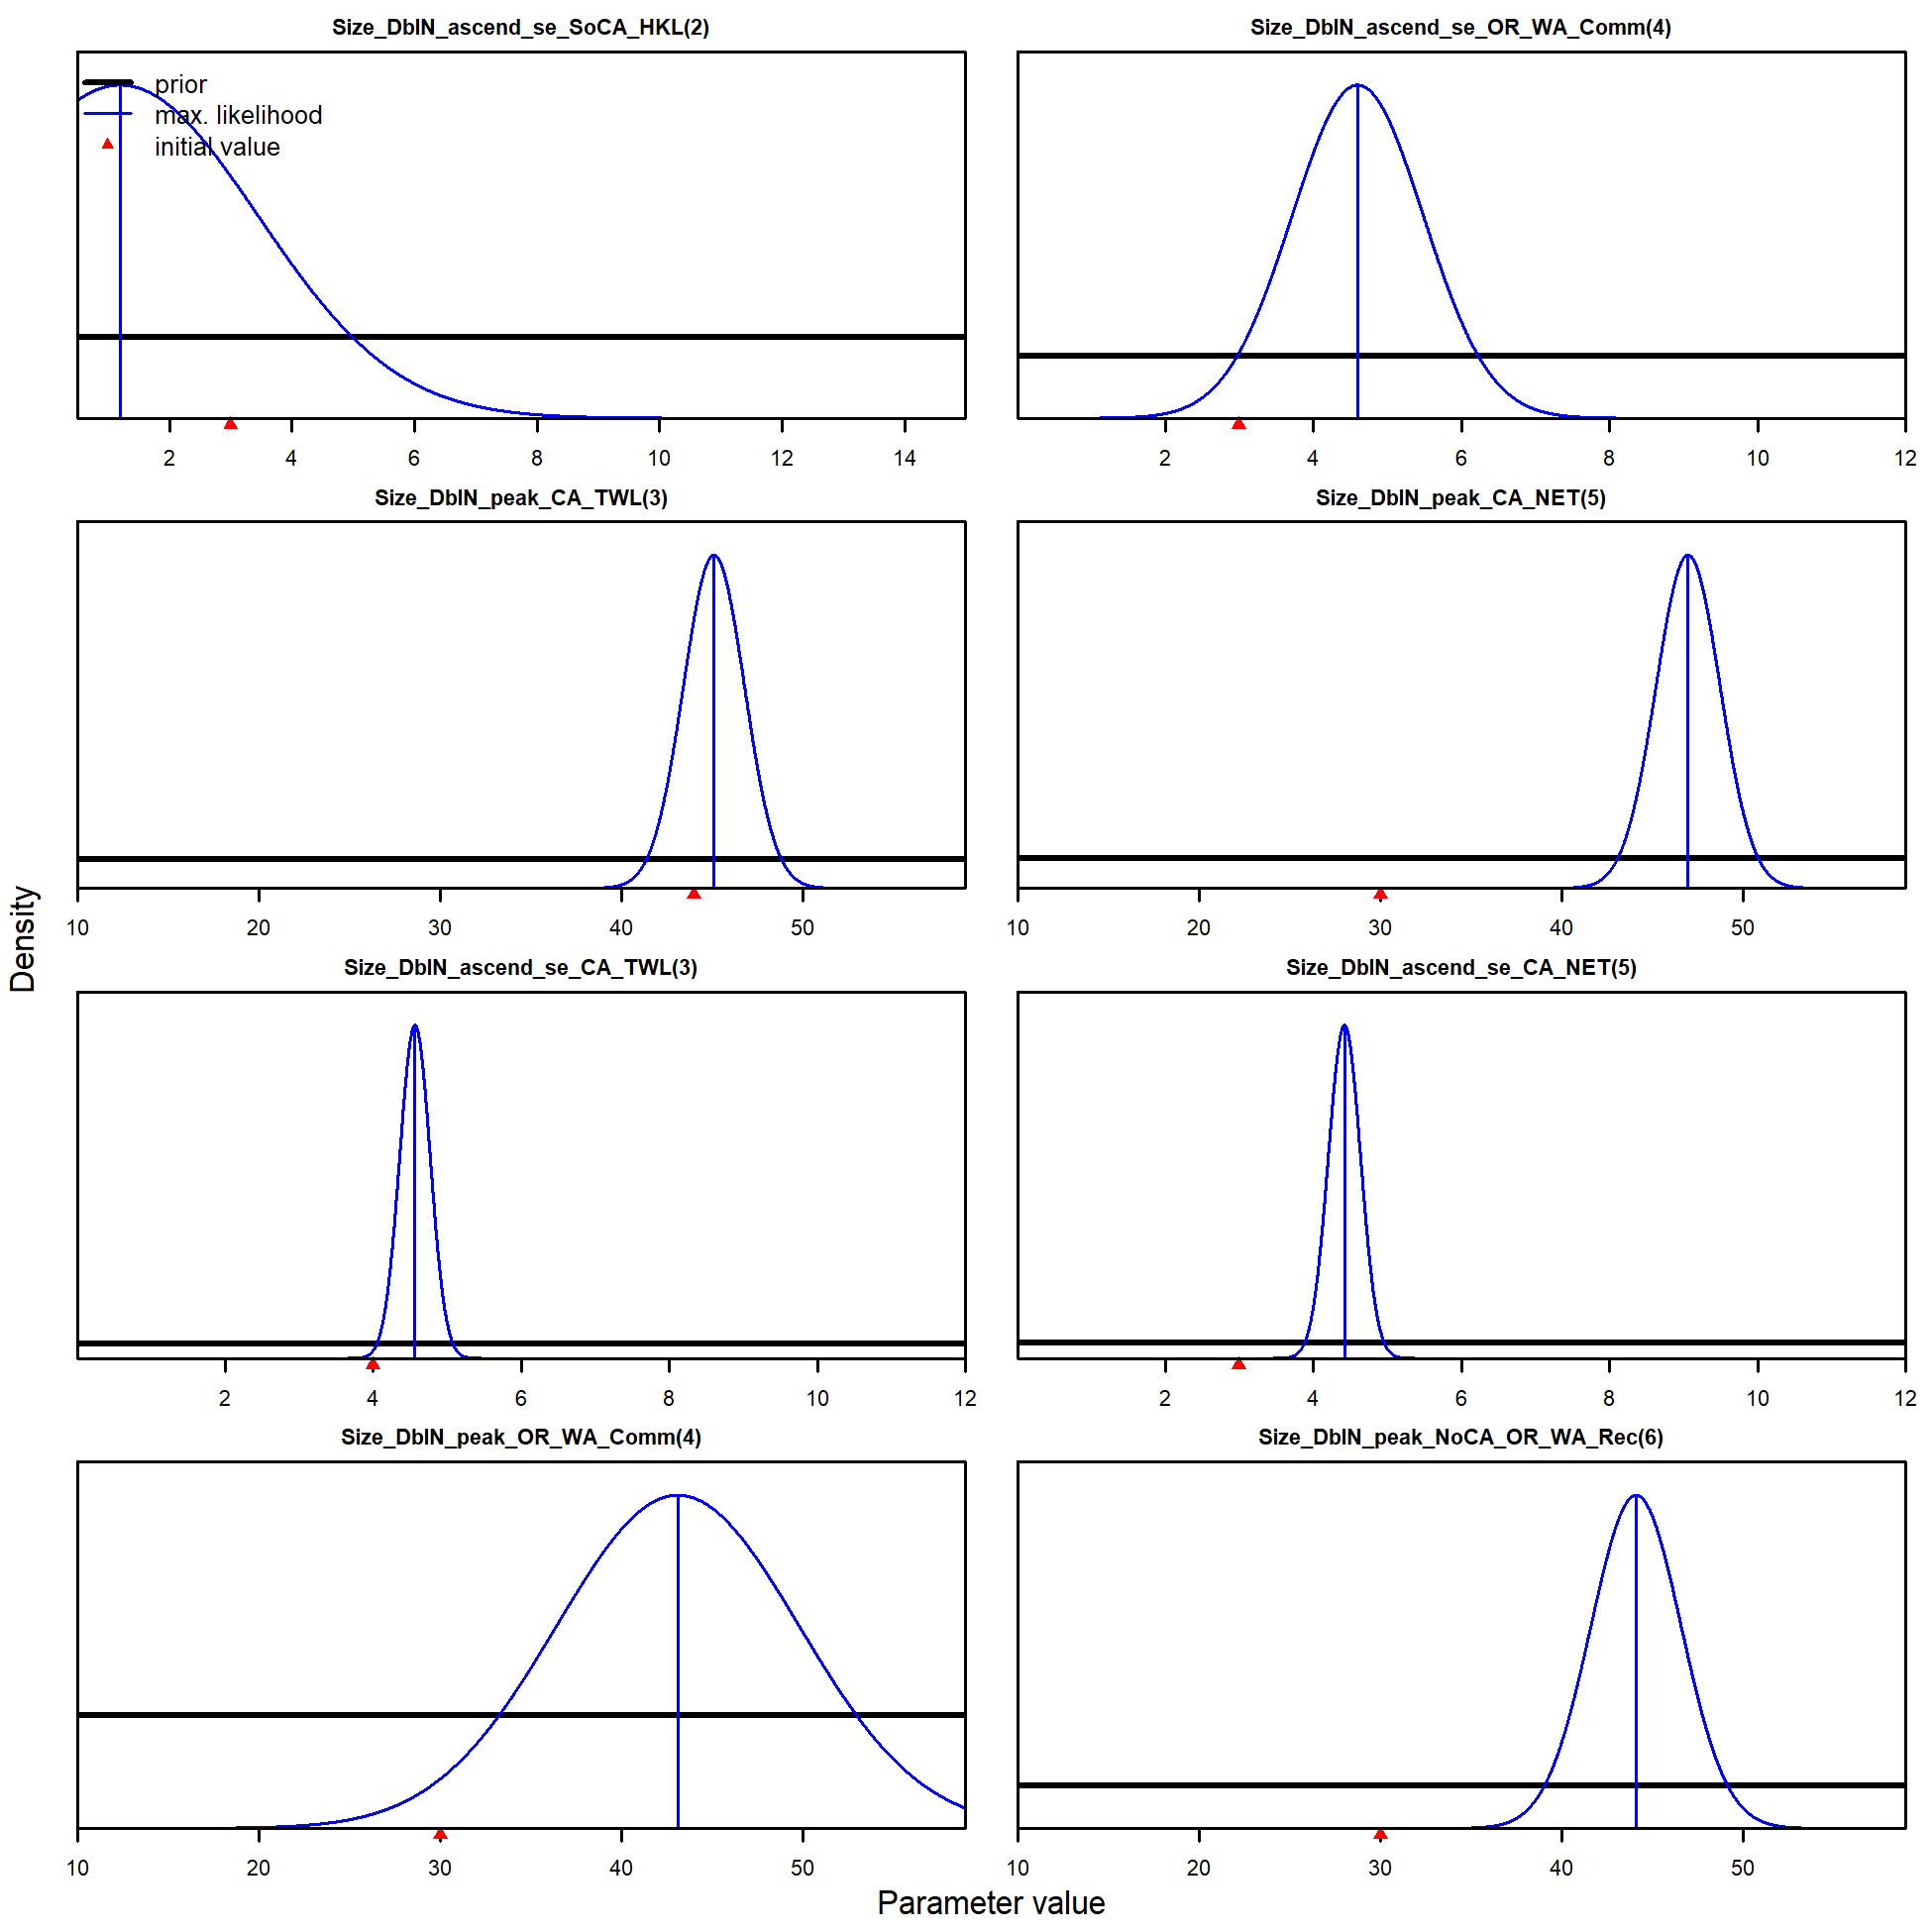 Size_DblN_ascend_se_SoCA_HKL(2)
prior
max. likelihood
initial value
2 4 6 8 10 12 14
Size_DblN_ascend_se_OR_WA_Comm(4)
2 4 6 8 10 12
Size_DblN_peak_CA_TWL(3)
10 20 30 40 50
Size_DblN_peak_CA_NET(5)
10 20 30 40 50
Size_DblN_ascend_se_CA_TWL(3)
2 4 6 8 10 12
Size_DblN_ascend_se_CA_NET(5)
2 4 6 8 10 12
Size_DblN_peak_OR_WA_Comm(4)
10 20 30 40 50
Size_DblN_peak_NoCA_OR_WA_Rec(6)
10 20 30 40 50
Density
Parameter value